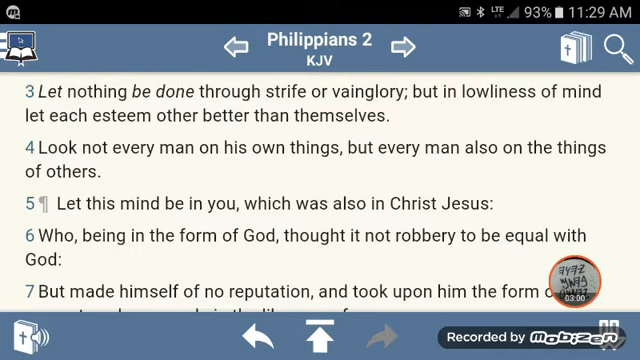 LTE 93% 11:29 AM
Philippians 2
KJV
3 Let nothing be done through strife or vainglory; but in lowliness of mind
let each esteem other better than themselves.
4 Look not every man on his own things, but every man also on the things
of others.
5 ¶ Let this mind be in you, which was also in Christ Jesus:
6 Who, being in the form of God, thought it not robbery to be equal with
God:
7 But made himself of no reputation, and took upon him the form
03:00
Recorded by Mobizen